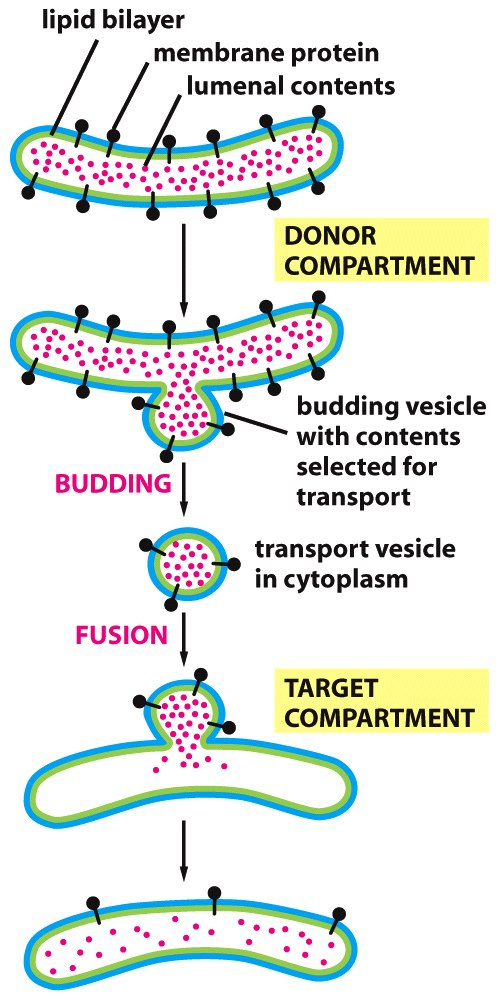 lipid bilayer
membrane protein
lumenal contents
DONOR
COMPARTMENT
budding vesicle
with contents
selected for
transport
BUDDING
transport vesicle
in cytoplasm
FUSION
TARGET
COMPARTMENT